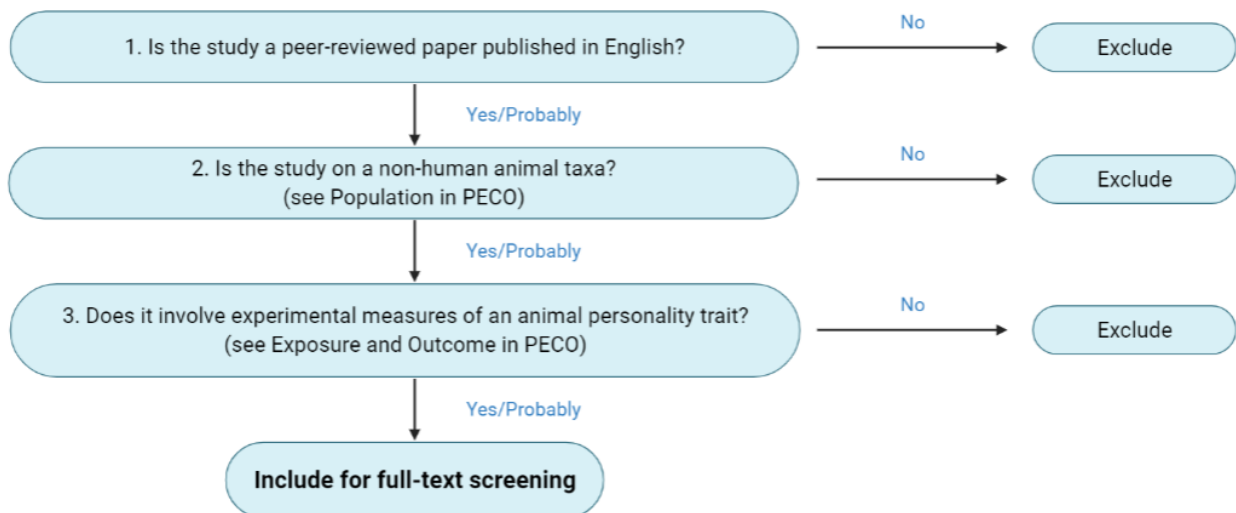 1. Is the study a peer-reviewed paper published in English?
No
Exclude
Yes/Probably
2. Is the study on a non-human animal taxa?
(see Population in PECO)
No
Exclude
Yes/Probably
3. Does it involve experimental measures of an animal personality trait?
(see Exposure and Outcome in PECO)
No
Exclude
Yes/Probably
Include for full-text screening